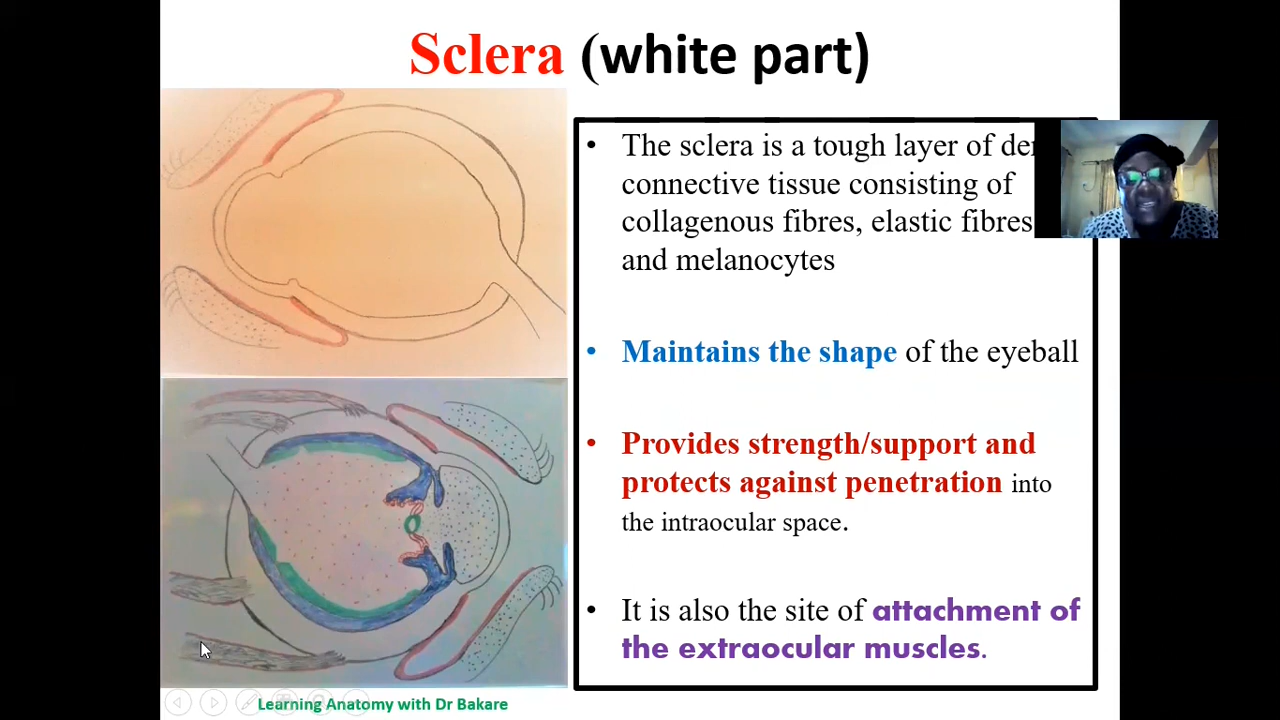 Sclera (white part)
• The sclera is a tough layer of
connective tissue consisting of
collagenous fibres, elastic fibres
and melanocytes
• Maintains the shape of the eyeball
• Provides strength/support and
protects against penetration into
the intraocular space.
• It is also the site of attachment of
the extraocular muscles.
Learning Anatomy with Dr Bakare